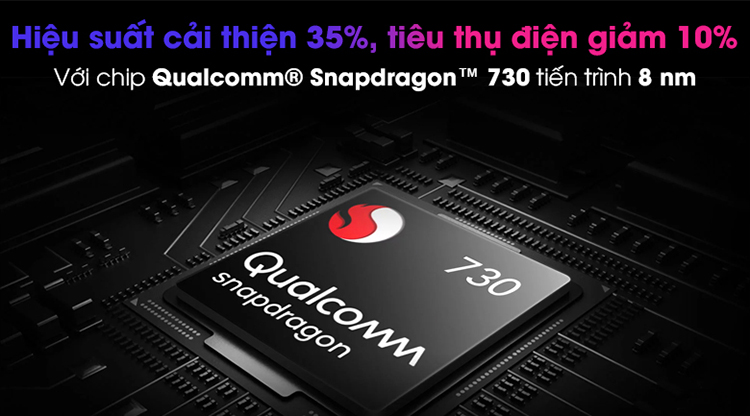 Hiệu suất cải thiện 35%, tiêu thụ điện giảm 10%
Với chip Qualcomm® Snapdragon™ 730 tiến trình 8 nm
730
Qualcomm
snapdragon